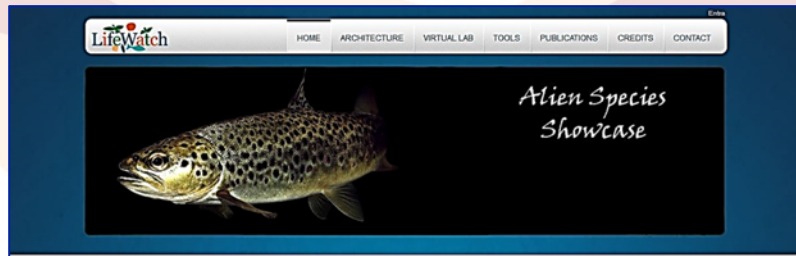 Entra
LifeWatch
HOME ARCHITECTURE VIRTUAL LAB TOOLS PUBLICATIONS CREDITS CONTACT
Alien Species
Showcase